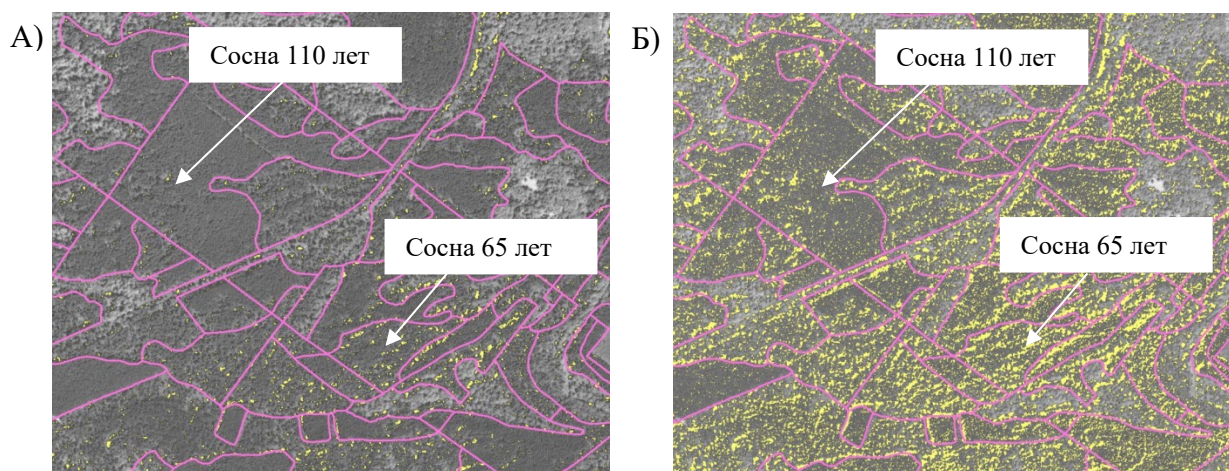 А)
Сосна 110 лет
Сосна 65 лет
Б)
Сосна 110 лет
Сосна 65 лет